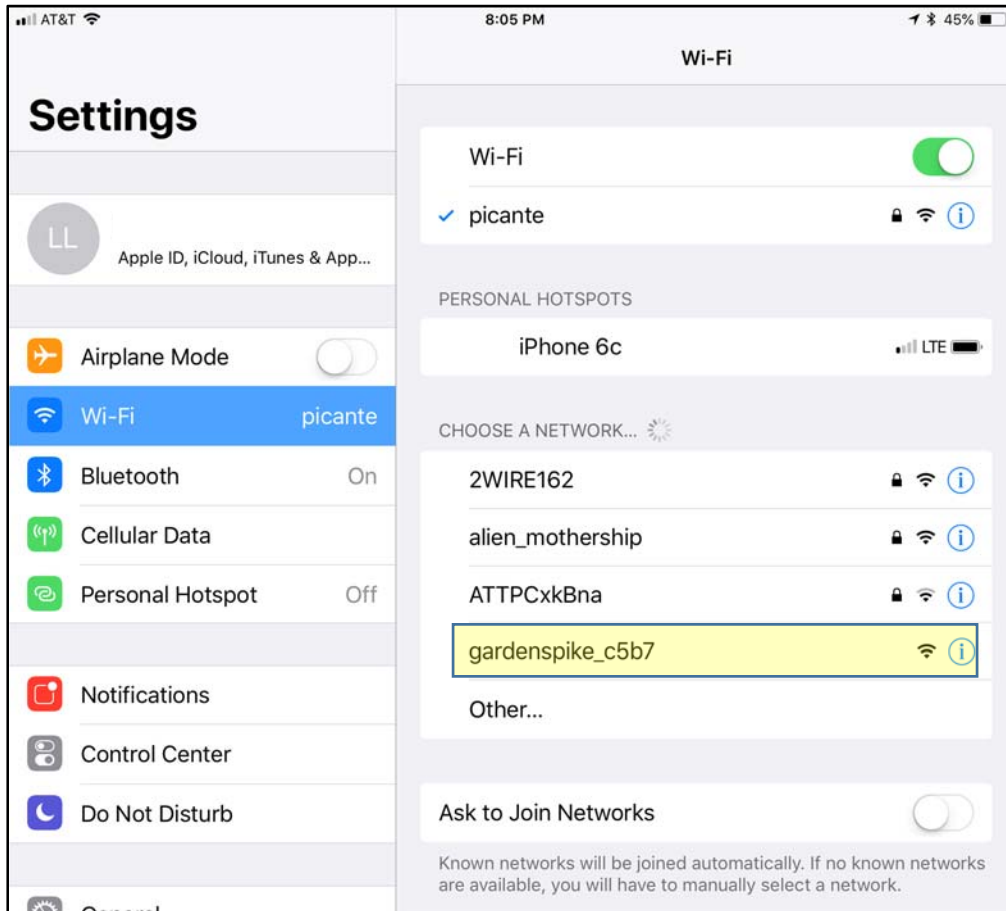 AT&T
8:05 PM
45%
Settings
Wi-Fi
LL
Apple ID, iCloud, iTunes & App...
Airplane Mode
Wi-Fi picante
Bluetooth On
Cellular Data
Personal Hotspot Off
Notifications
Control Center
Do Not Disturb
General
Wi-Fi
picante
PERSONAL HOTSPOTS
iPhone 6c LTE
CHOOSE A NETWORK...
2WIRE162
alien_mothership
ATTPCxkBna
gardenspike_c5b7
Other...
Ask to Join Networks
Known networks will be joined automatically. If no known networks
are available, you will have to manually select a network.